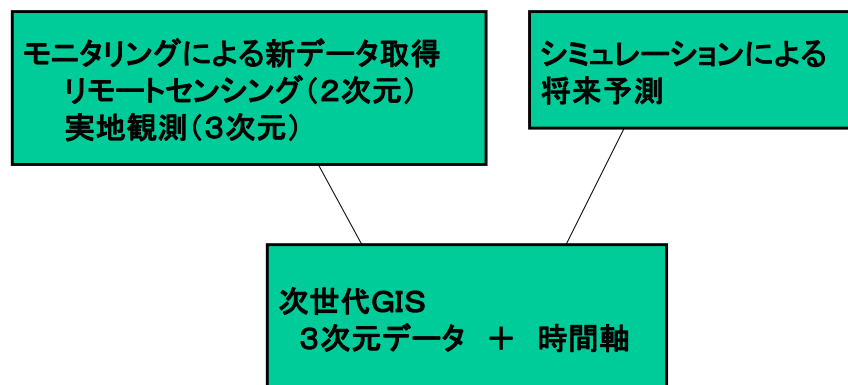 モニタリングによる新データ取得
リモートセンシング（２次元）
実地観測（３次元）
シミュレーションによる
将来予測
次世代GIS
３次元データ　＋　時間軸